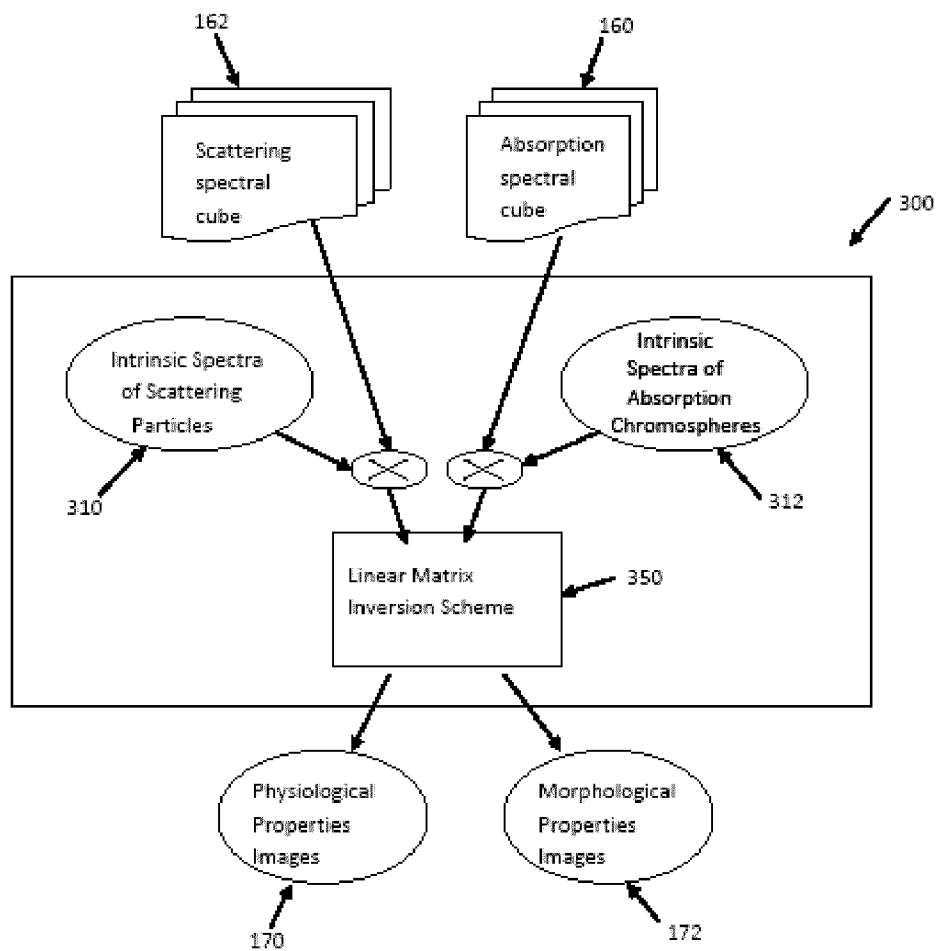 162
160
Scattering
spectral
cube
Absorption
spectral
cube
300
Intrinsic Spectra
of Scattering
Particles
Intrinsic
Spectra of
Absorption
Chromospheres
310
312
Linear Matrix
Inversion Scheme
350
Physiological
Properties
Images
Morphological
Properties
Images
170
172